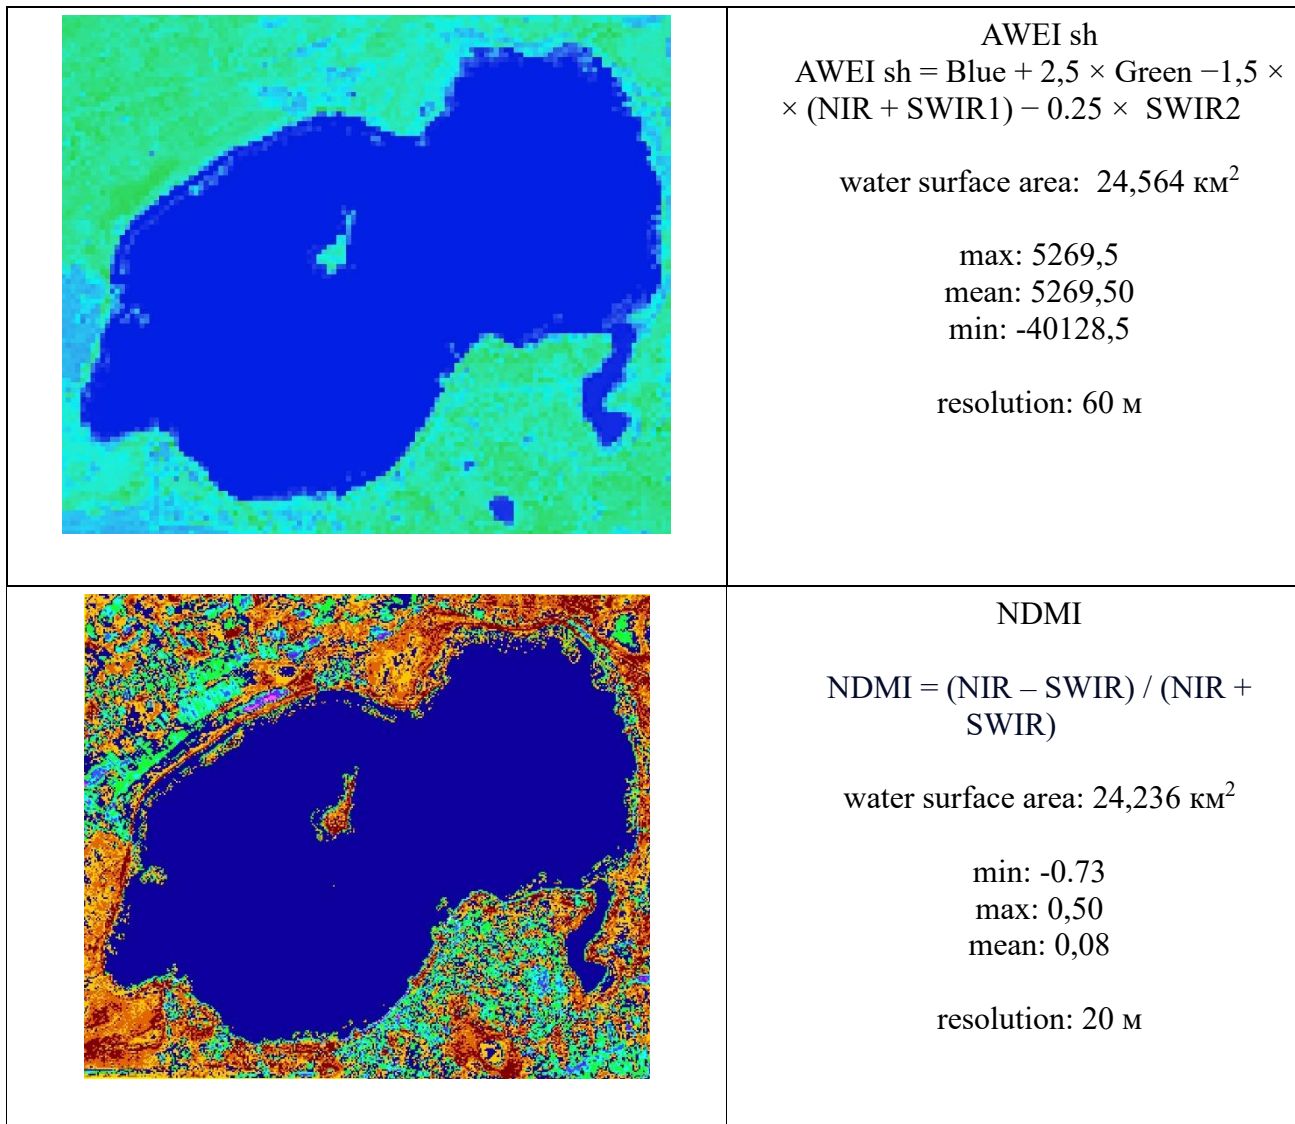 AWEI sh
AWEI sh = Blue + 2,5 × Green −1,5 ×
× (NIR + SWIR1) − 0.25 × SWIR2
water surface area: 24,564 км²
max: 5269,5
mean: 5269,50
min: -40128,5
resolution: 60 м
NDMI
NDMI = (NIR – SWIR) / (NIR +
SWIR)
water surface area: 24,236 км²
min: -0.73
max: 0,50
mean: 0,08
resolution: 20 м